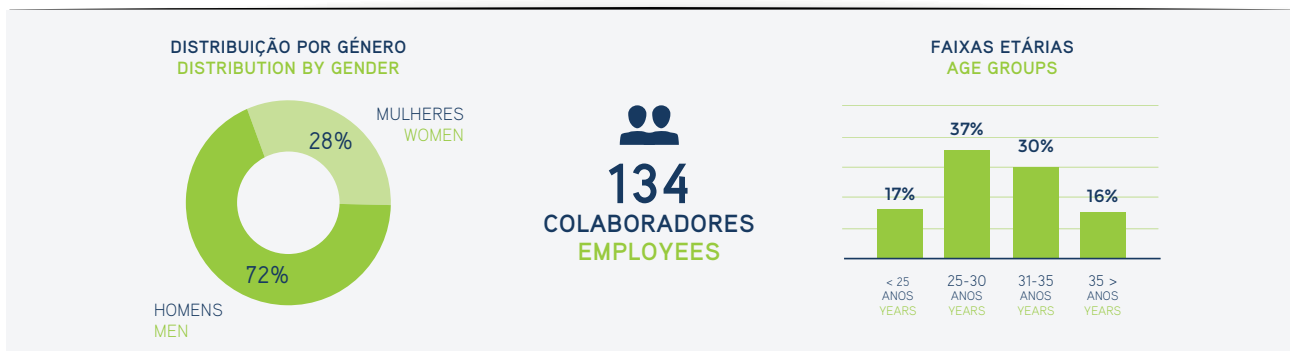 DISTRIBUIÇÃO POR GÉNERO
DISTRIBUTION BY GENDER
MULHERES
WOMEN
28%
72%
HOMENS
MEN
134
COLABORADORES
EMPLOYEES
FAIXAS ETÁRIAS
AGE GROUPS
17%
37%
30%
16%
< 25
ANOS
YEARS
25-30
ANOS
YEARS
31-35
ANOS
YEARS
35 >
ANOS
YEARS